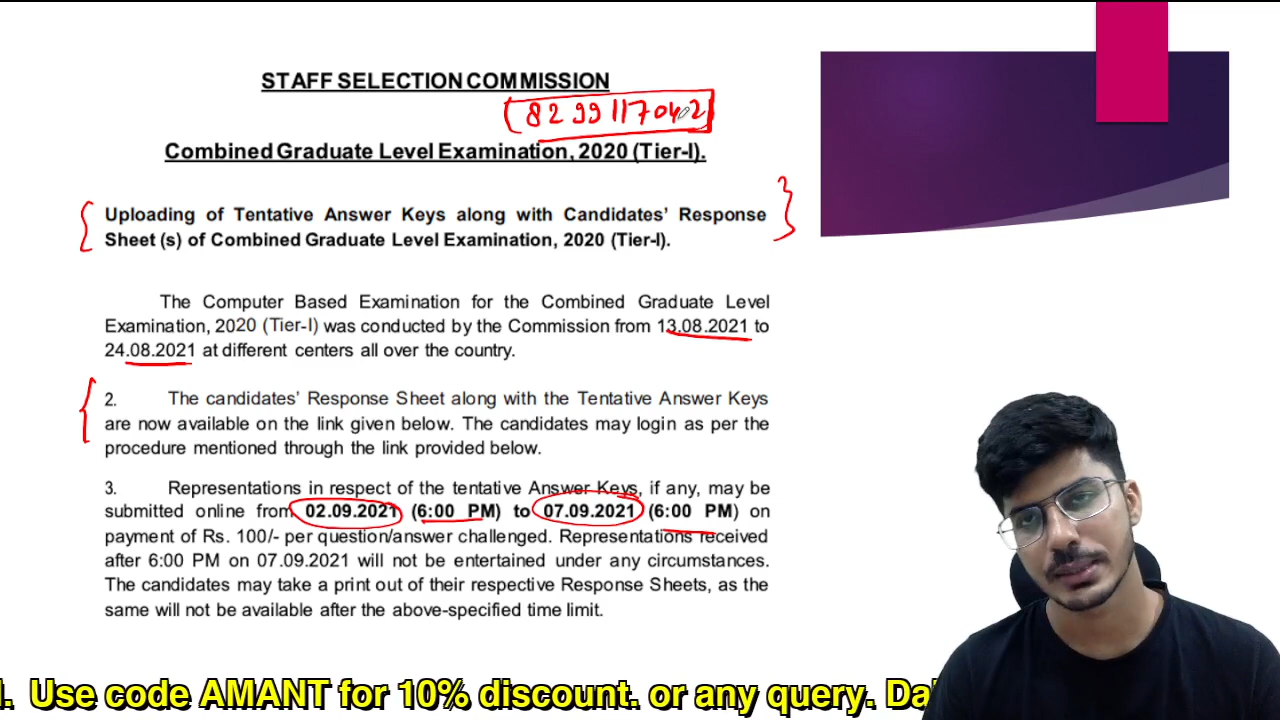 STAFF SELECTION COMMISSION
8299117042
Combined Graduate Level Examination, 2020 (Tier-I).
Uploading of Tentative Answer Keys along with Candidates' Response
Sheet (s) of Combined Graduate Level Examination, 2020 (Tier-I).
The Computer Based Examination for the Combined Graduate Level
Examination, 2020 (Tier-I) was conducted by the Commission from 13.08.2021 to
24.08.2021 at different centers all over the country.
2. The candidates' Response Sheet along with the Tentative Answer Keys
are now available on the link given below. The candidates may login as per the
procedure mentioned through the link provided below.
3. Representations in respect of the tentative Answer Keys, if any, may be
submitted online from 02.09.2021 (6:00 PM) to 07.09.2021 (6:00 PM) on
payment of Rs. 100/- per question/answer challenged. Representations received
after 6:00 PM on 07.09.2021 will not be entertained under any circumstances.
The candidates may take a print out of their respective Response Sheets, as the
same will not be available after the above-specified time limit.
. Use code AMANT for 10% discount. or any query.